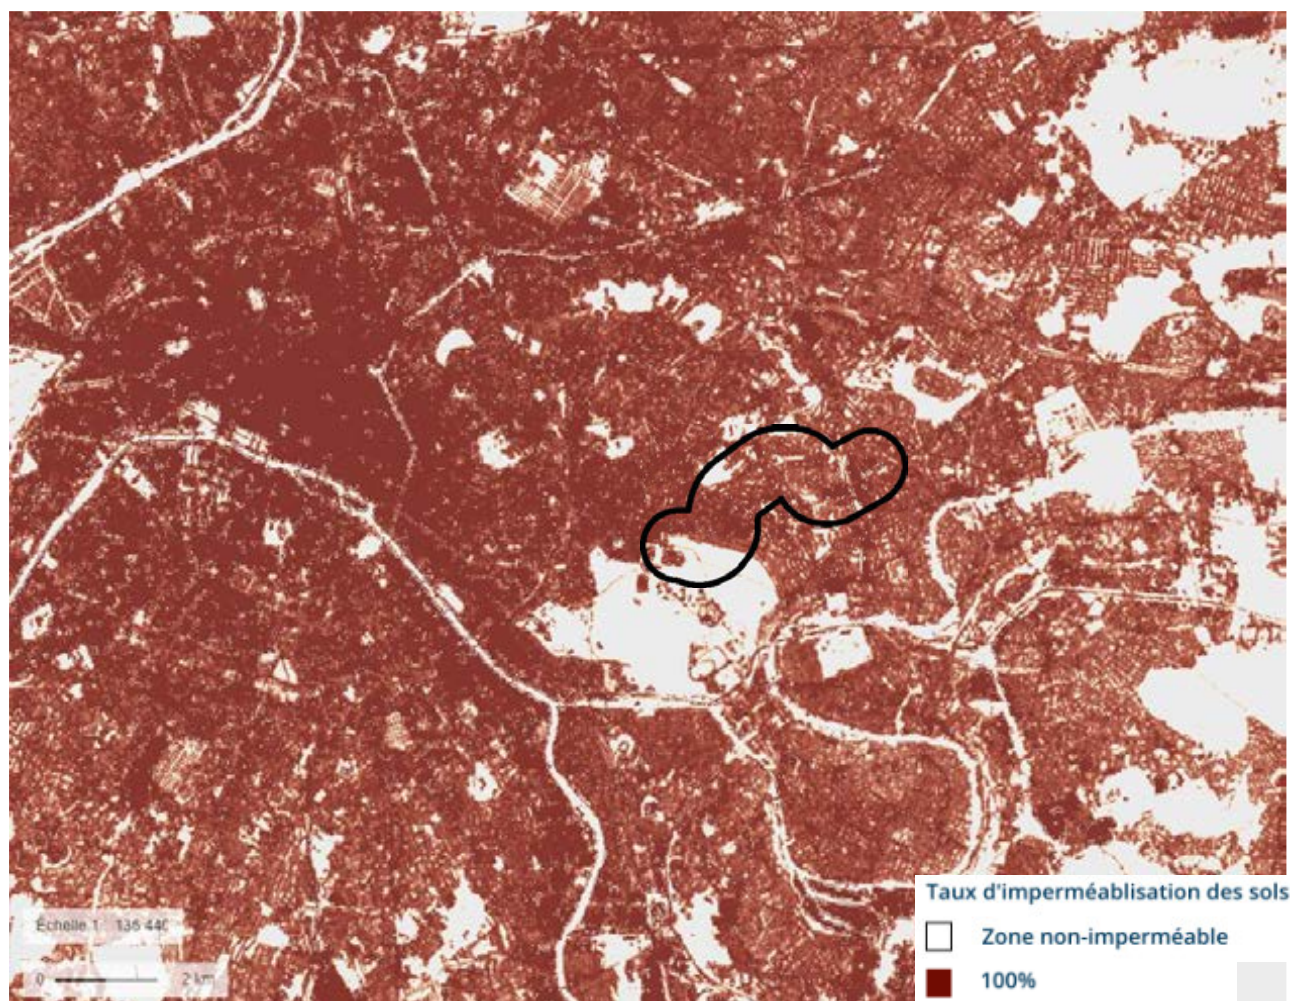 Echelle 1 : 136 440
0 2 km
Taux d'imperméablisation des sols
Zone non-imperméable
100%